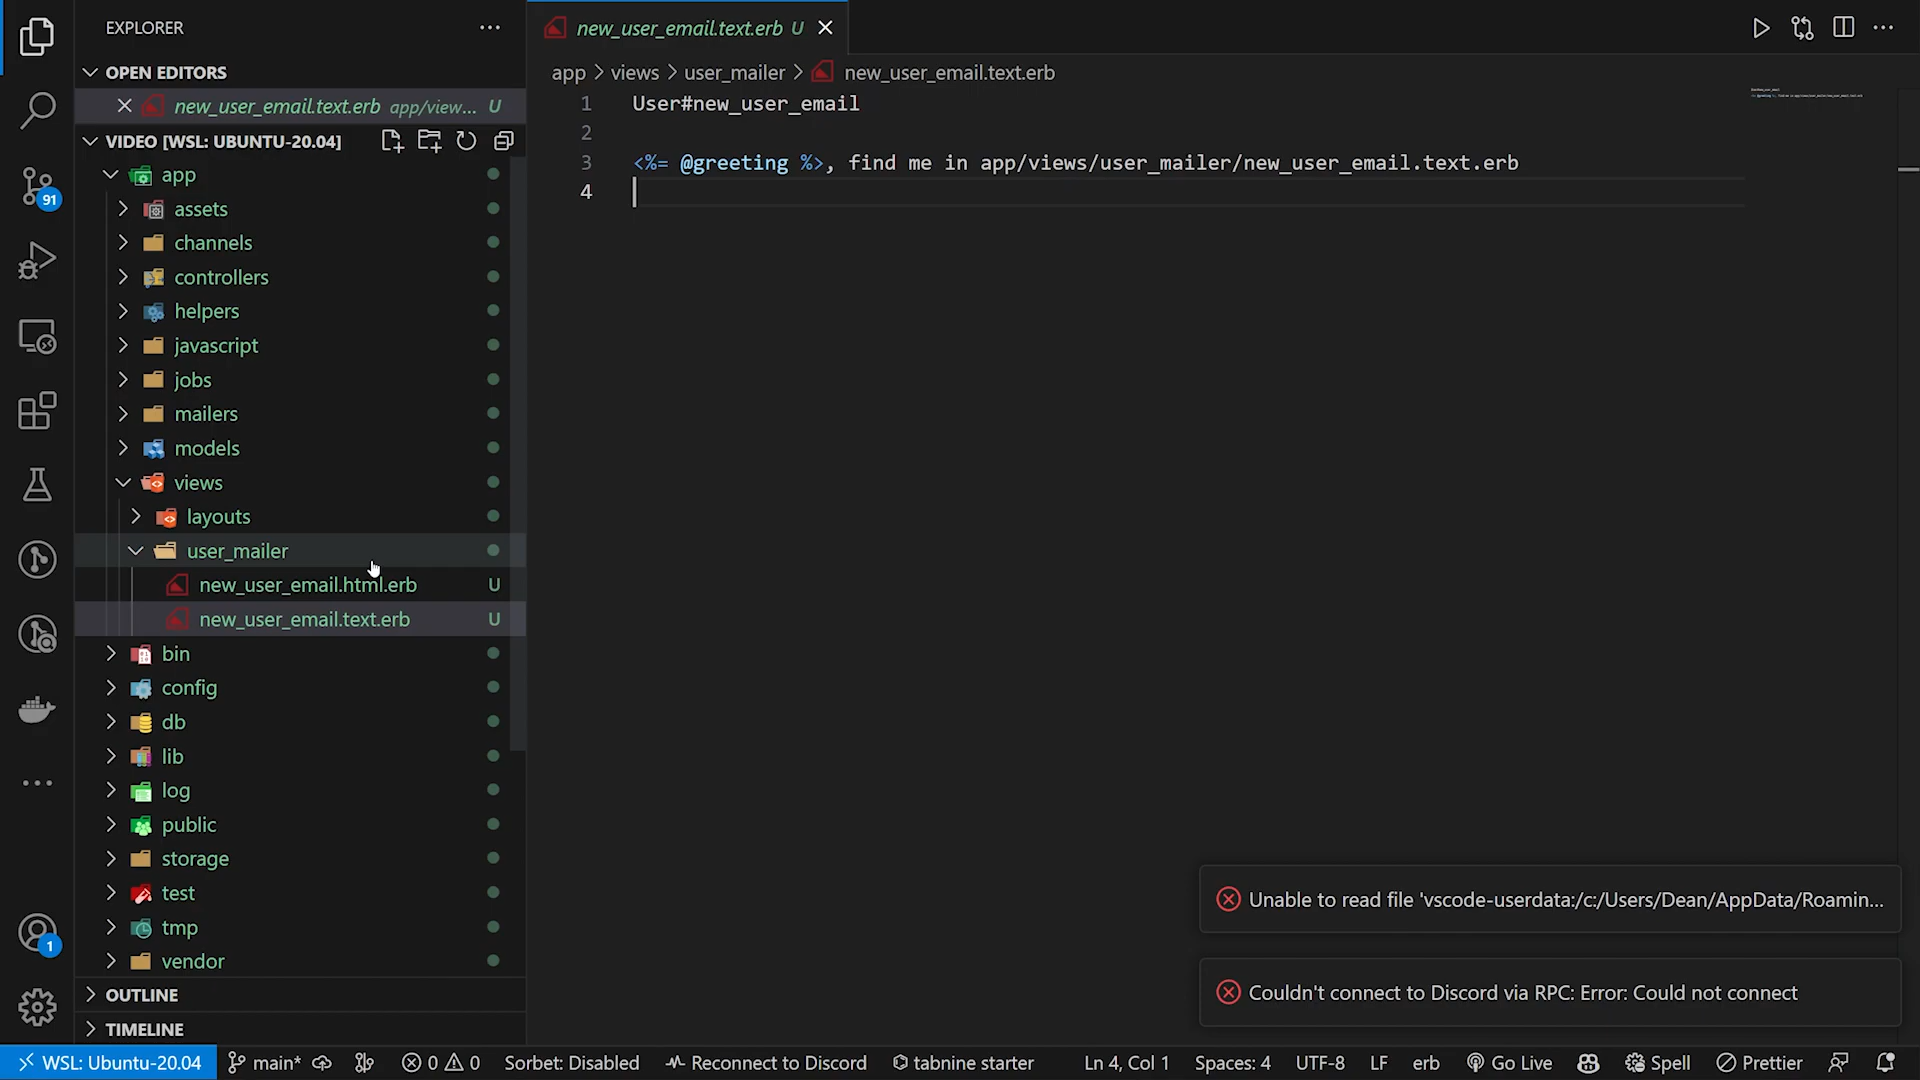 EXPLORER
OPEN EDITORS
new_user_email.text.erb app/view... U
VIDEO [WSL: UBUNTU-20.04]
app
assets
channels
controllers
helpers
javascript
jobs
mailers
models
views
layouts
user_mailer
new_user_email.html.erb U
new_user_email.text.erb U
bin
config
db
lib
log
public
storage
test
tmp
vendor
OUTLINE
TIMELINE
91
1
new_user_email.text.erb U
app > views > user_mailer > new_user_email.text.erb
1 User#new_user_email
2
3 <%= @greeting %>, find me in app/views/user_mailer/new_user_email.text.erb
4
Unable to read file 'vscode-userdata:/c:/Users/Dean/AppData/Roamin...
Couldn't connect to Discord via RPC: Error: Could not connect
WSL: Ubuntu-20.04 main* 0 0 Sorbet: Disabled Reconnect to Discord tabnine starter Ln 4, Col 1 Spaces: 4 UTF-8 LF erb Go Live Spell Prettier